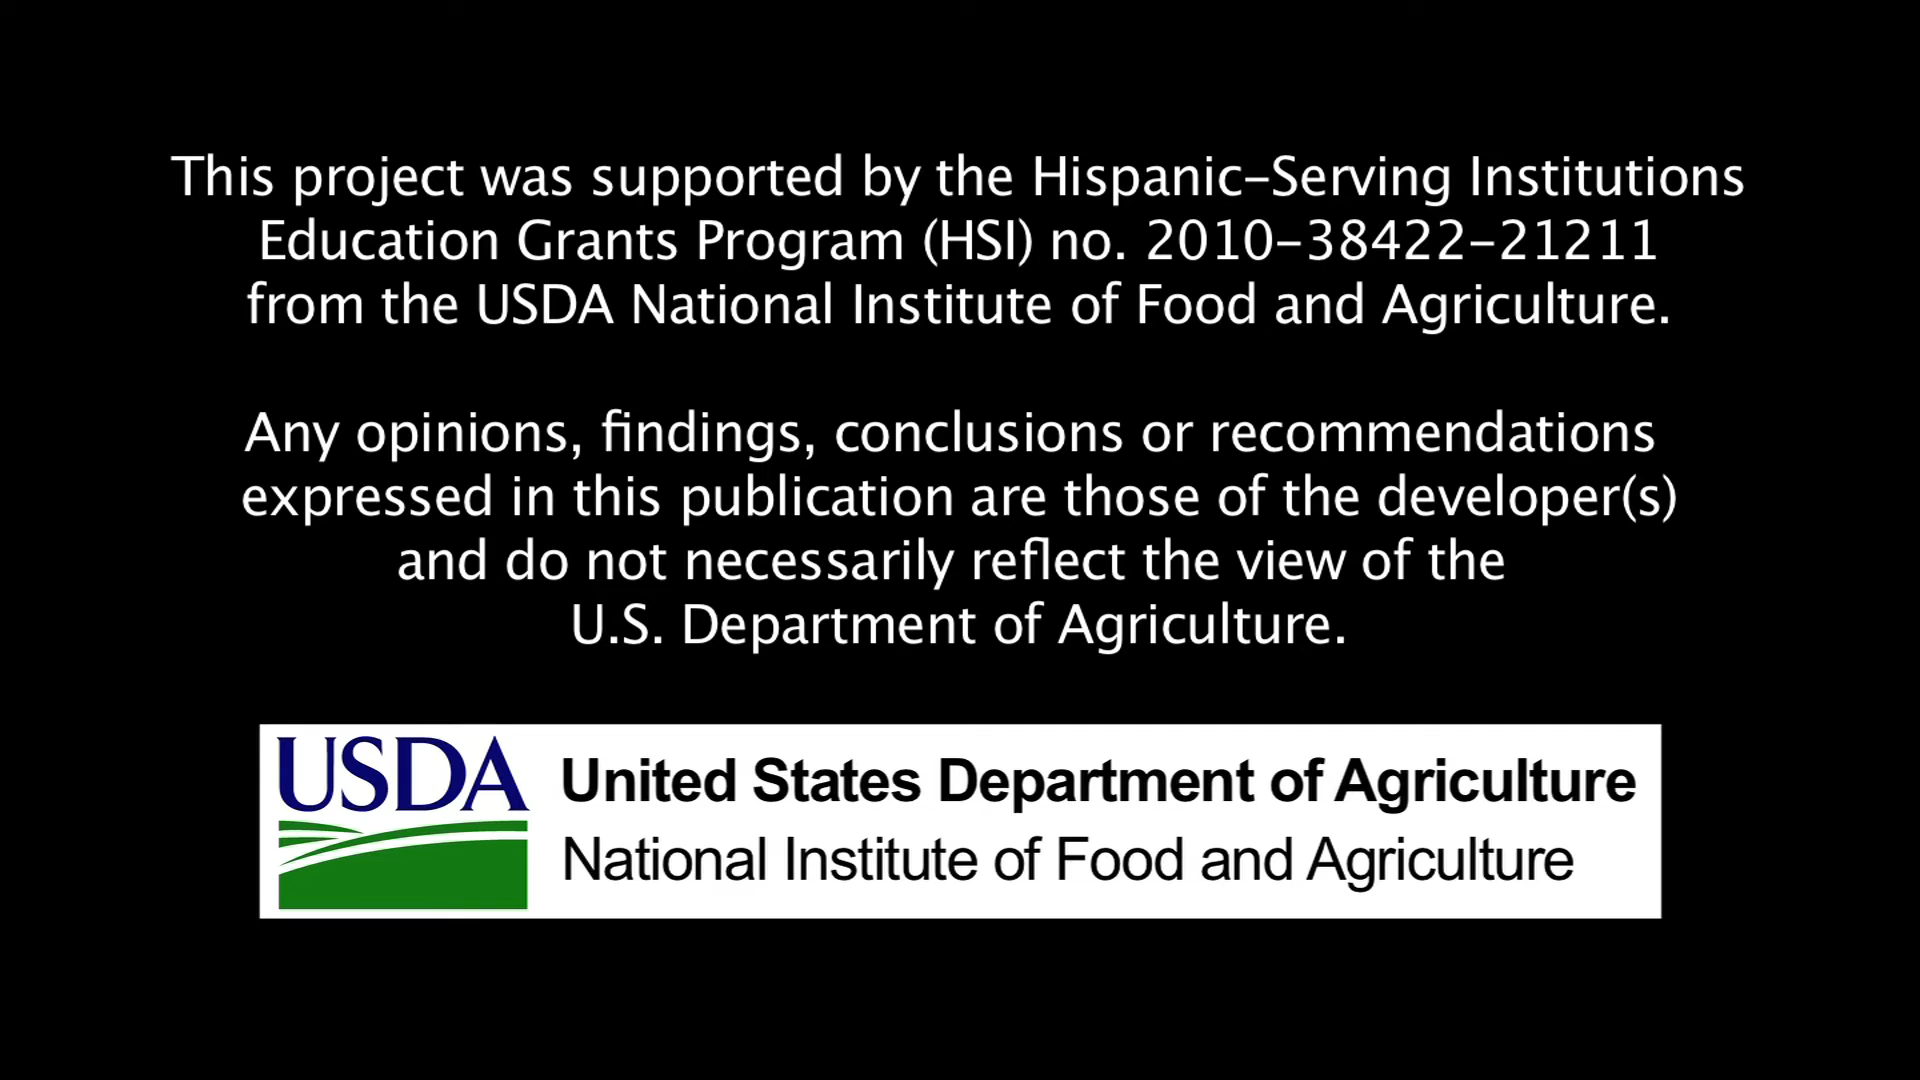 This project was supported by the Hispanic-Serving Institutions
Education Grants Program (HSI) no. 2010-38422-21211
from the USDA National Institute of Food and Agriculture.
Any opinions, findings, conclusions or recommendations
expressed in this publication are those of the developer(s)
and do not necessarily reflect the view of the
U.S. Department of Agriculture.
USDA
United States Department of Agriculture
National Institute of Food and Agriculture